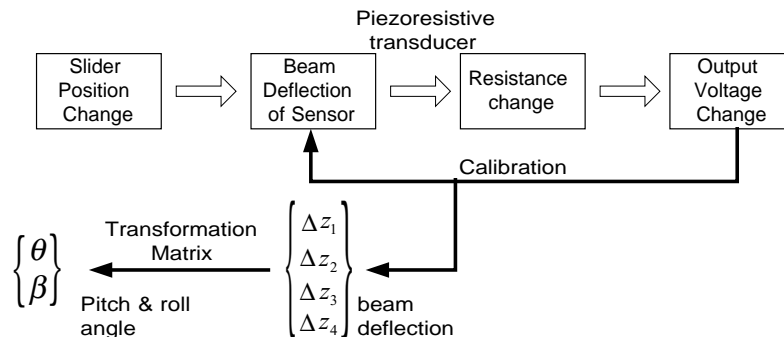 Piezoresistive
transducer
Slider
Position
Change
Beam
Deflection
of Sensor
Resistance
change
Output
Voltage
Change
Calibration
Transformation
Matrix
θ
β
Δz₁
Δz₂
Δz₃
Δz₄
Pitch & roll
angle
beam
deflection